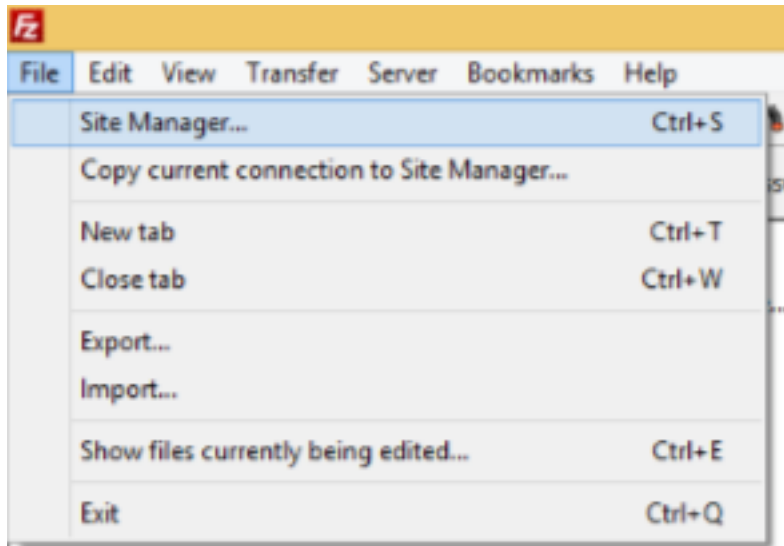 Fz
File Edit View Transfer Server Bookmarks Help
Site Manager... Ctrl+S
Copy current connection to Site Manager...
New tab Ctrl+T
Close tab Ctrl+W
Export...
Import...
Show files currently being edited... Ctrl+E
Exit Ctrl+Q